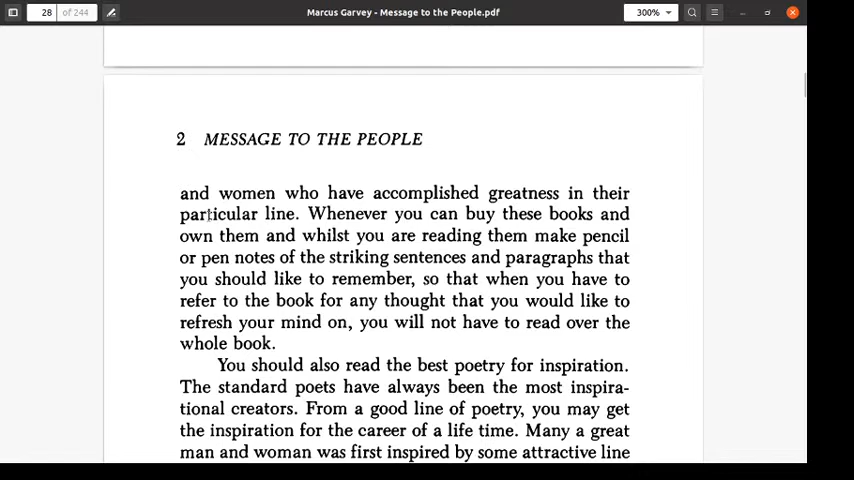 28 of 244
Marcus Garvey - Message to the People.pdf
300%
2 MESSAGE TO THE PEOPLE
and women who have accomplished greatness in their
particular line. Whenever you can buy these books and
own them and whilst you are reading them make pencil
or pen notes of the striking sentences and paragraphs that
you should like to remember, so that when you have to
refer to the book for any thought that you would like to
refresh your mind on, you will not have to read over the
whole book.
You should also read the best poetry for inspiration.
The standard poets have always been the most inspira-
tional creators. From a good line of poetry, you may get
the inspiration for the career of a life time. Many a great
man and woman was first inspired by some attractive line